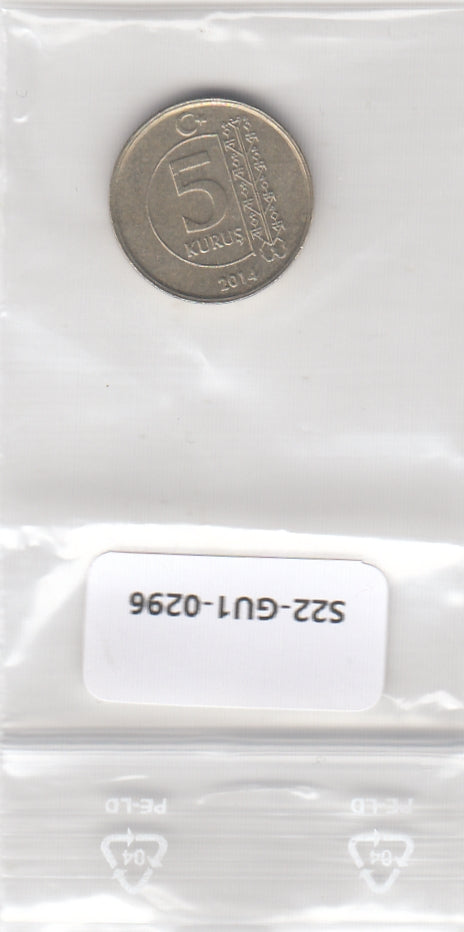 5
KURUŞ
2014
S22-GU1-0296
PE-LD
PE-LD
04
04